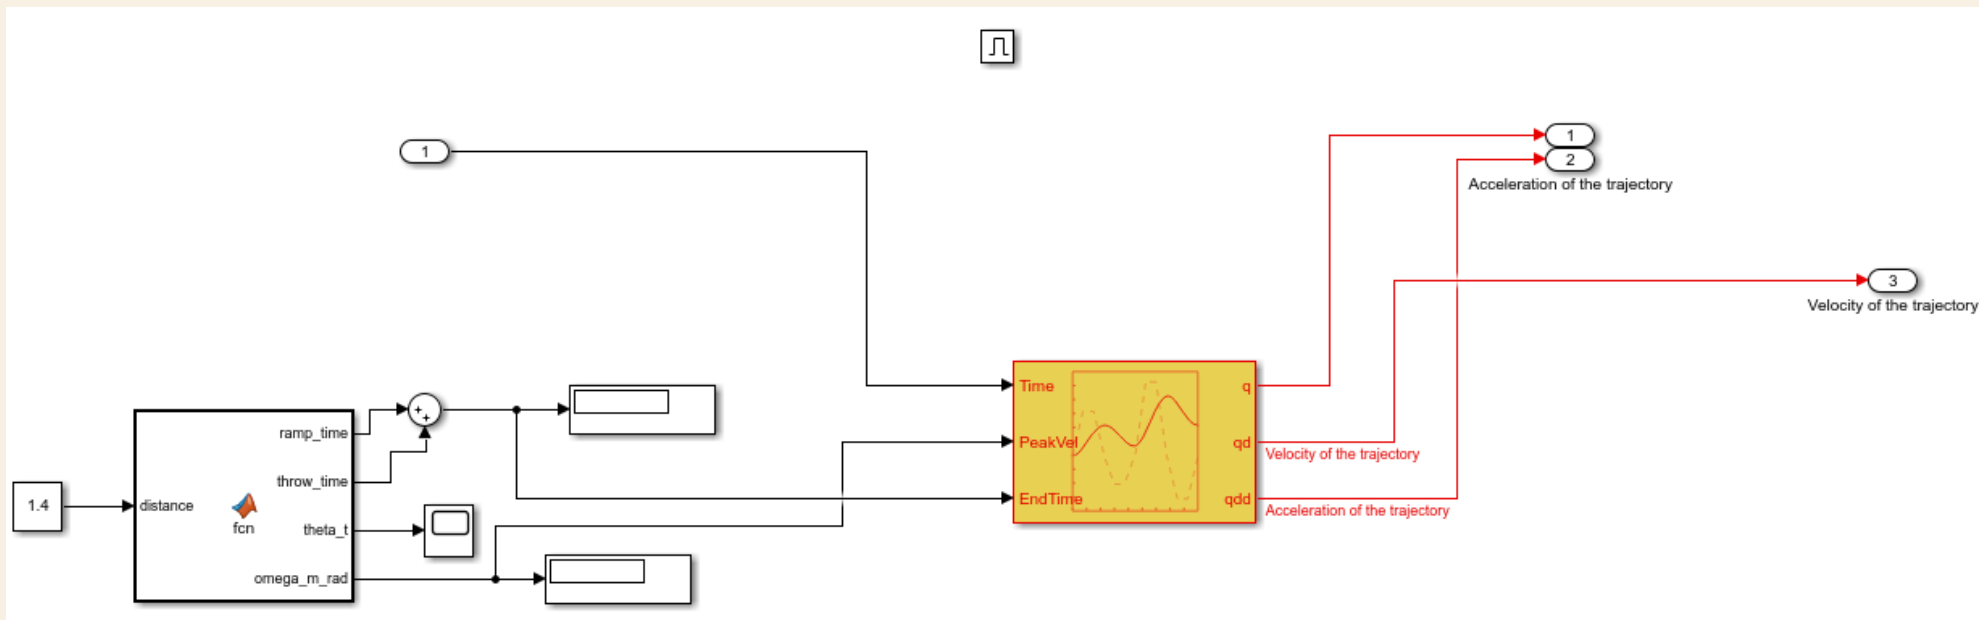 1
1
2
Acceleration of the trajectory
3
Velocity of the trajectory
Time
q
PeakVel
qd
Velocity of the trajectory
EndTime
qdd
Acceleration of the trajectory
ramp_time
throw_time
1.4
distance
fcn
theta_t
omega_m_rad